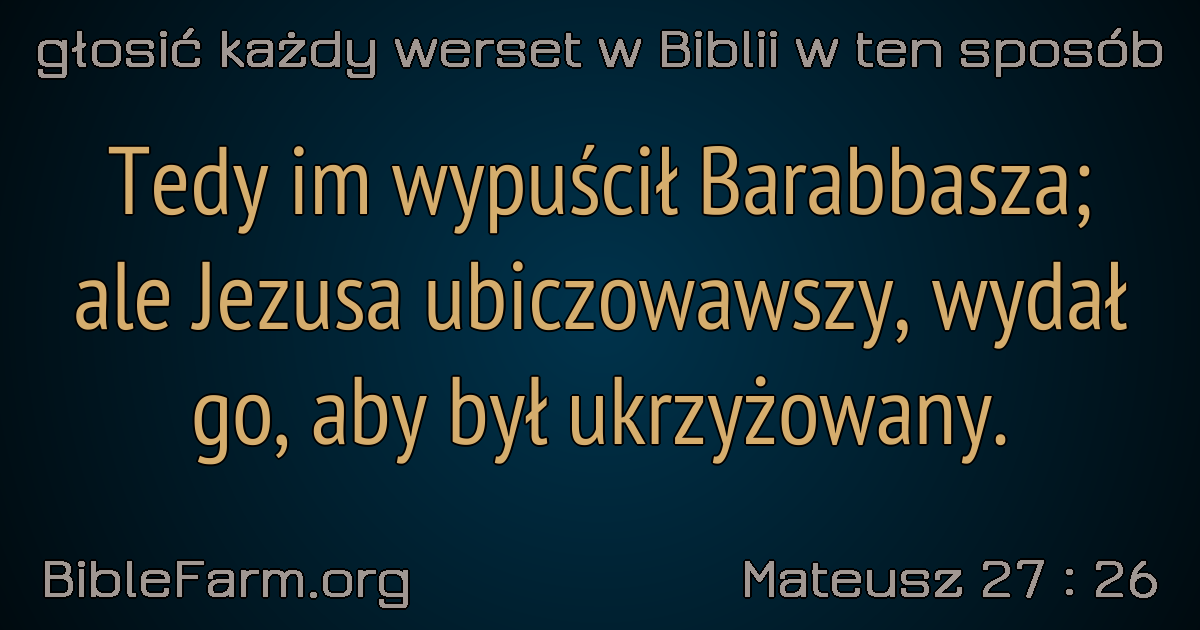 głosić każdy werset w Biblii w ten sposób
Tedy im wypuścił Barabbasza;
ale Jezusa ubiczowawszy, wydał
go, aby był ukrzyżowany.
BibleFarm.org
Mateusz 27 : 26